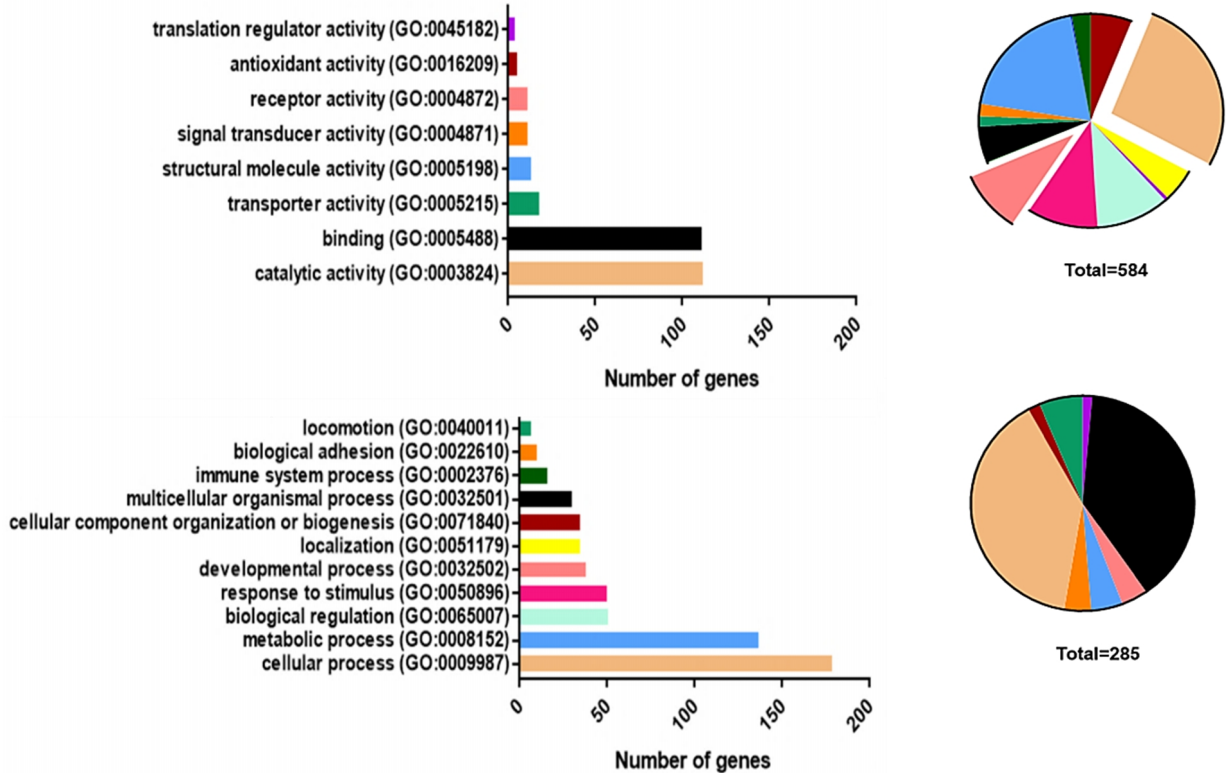 translation regulator activity (GO:0045182)
antioxidant activity (GO:0016209)
receptor activity (GO:0004872)
signal transducer activity (GO:0004871)
structural molecule activity (GO:0005198)
transporter activity (GO:0005215)
binding (GO:0005488)
catalytic activity (GO:0003824)
0 50 100 150 200
Number of genes
Total=584
locomotion (GO:0040011)
biological adhesion (GO:0022610)
immune system process (GO:0002376)
multicellular organismal process (GO:0032501)
cellular component organization or biogenesis (GO:0071840)
localization (GO:0051179)
developmental process (GO:0032502)
response to stimulus (GO:0050896)
biological regulation (GO:0065007)
metabolic process (GO:0008152)
cellular process (GO:0009987)
0 50 100 150 200
Number of genes
Total=285